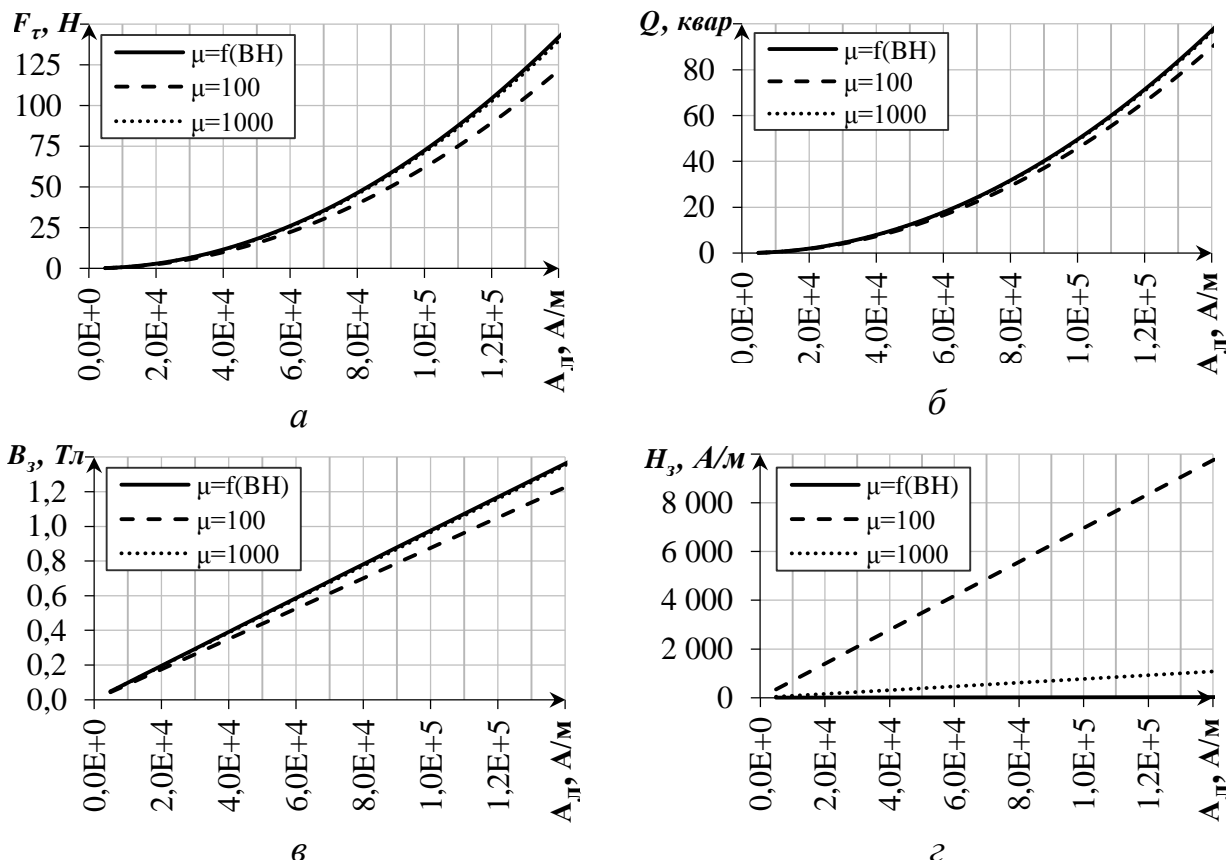 F_τ, Н
μ=f(BH)
μ=100
μ=1000
125
100
75
50
25
0
0,0E+0
2,0E+4
4,0E+4
6,0E+4
8,0E+4
1,0E+5
1,2E+5
А_Л, А/м
а
Q, квар
μ=f(BH)
μ=100
μ=1000
80
60
40
20
0
0,0E+0
2,0E+4
4,0E+4
6,0E+4
8,0E+4
1,0E+5
1,2E+5
А_Л, А/м
б
B_з, Тл
μ=f(BH)
μ=100
μ=1000
1,2
1,0
0,8
0,6
0,4
0,2
0,0
0,0E+0
2,0E+4
4,0E+4
6,0E+4
8,0E+4
1,0E+5
1,2E+5
А_Л, А/м
в
H_з, А/м
μ=f(BH)
μ=100
μ=1000
8 000
6 000
4 000
2 000
0
0,0E+0
2,0E+4
4,0E+4
6,0E+4
8,0E+4
1,0E+5
1,2E+5
А_Л, А/м
г